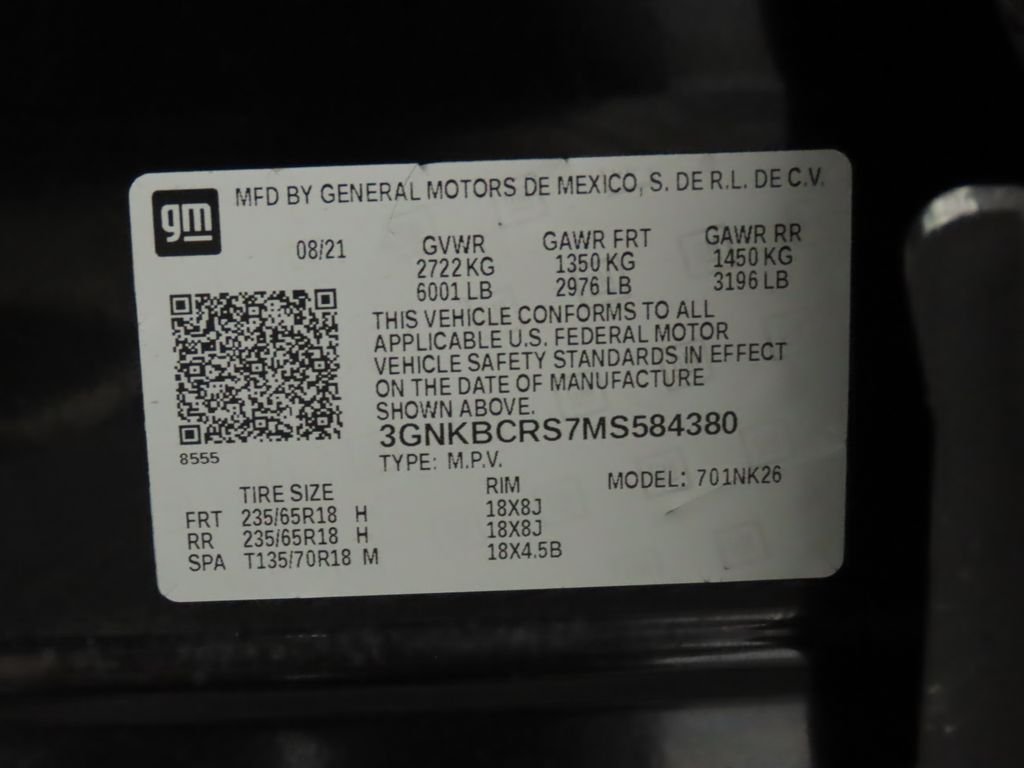 gm
MFD BY GENERAL MOTORS DE MEXICO, S. DE R.L. DE C.V.
08/21
GVWR GAWR FRT GAWR RR
2722 KG 1350 KG 1450 KG
6001 LB 2976 LB 3196 LB
THIS VEHICLE CONFORMS TO ALL
APPLICABLE U.S. FEDERAL MOTOR
VEHICLE SAFETY STANDARDS IN EFFECT
ON THE DATE OF MANUFACTURE
SHOWN ABOVE.
3GNKBCRS7MS584380
8555
TYPE: M.P.V.
MODEL: 701NK26
TIRE SIZE RIM
FRT 235/65R18 H 18X8J
RR 235/65R18 H 18X8J
SPA T135/70R18 M 18X4.5B